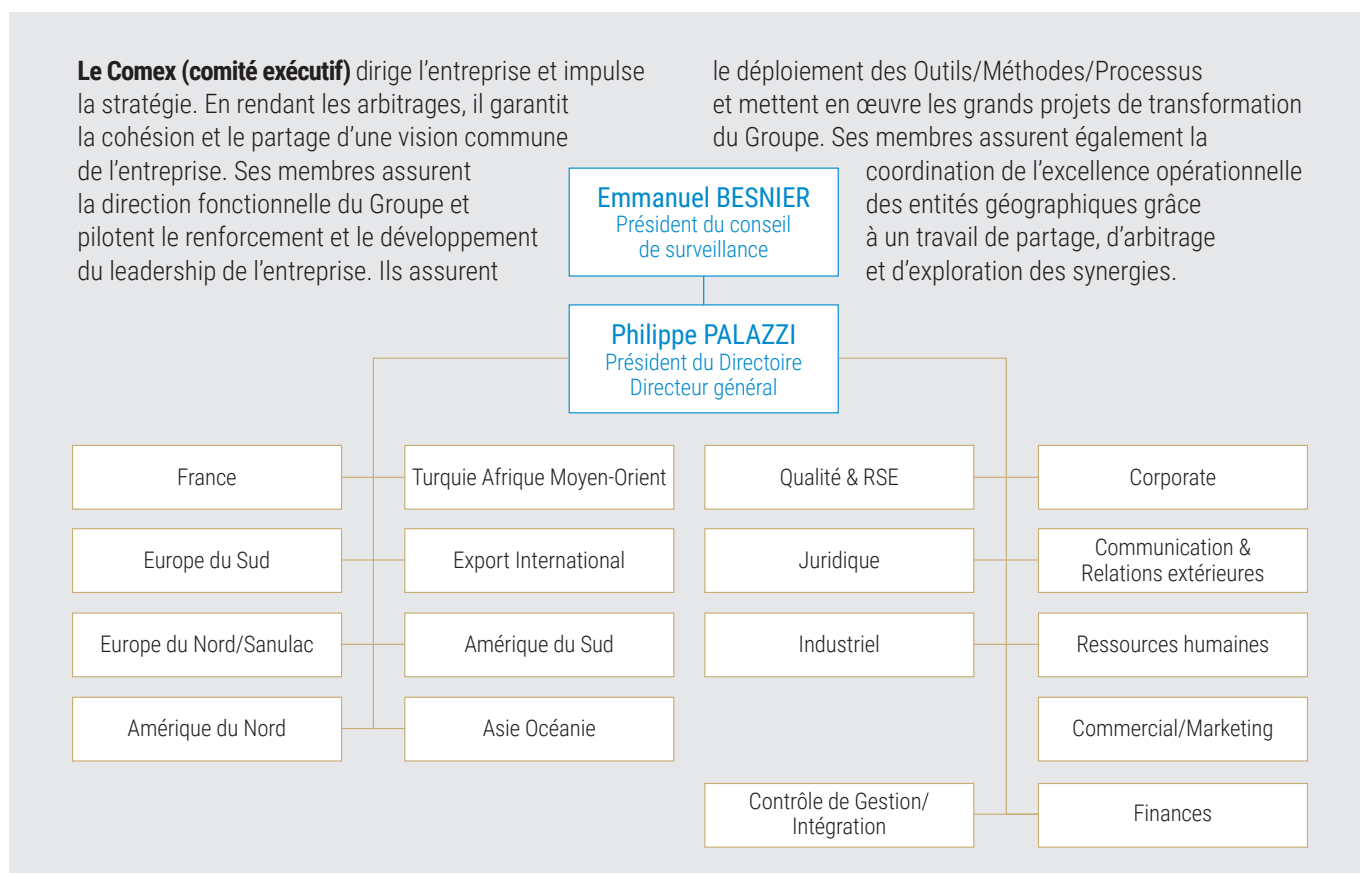 Le Comex (comité exécutif) dirige l’entreprise et impulse
la stratégie. En rendant les arbitrages, il garantit
la cohésion et le partage d’une vision commune
de l’entreprise. Ses membres assurent
la direction fonctionnelle du Groupe et
pilotent le renforcement et le développement
du leadership de l’entreprise. Ils assurent
le déploiement des Outils/Méthodes/Processus
et mettent en œuvre les grands projets de transformation
du Groupe. Ses membres assurent également la
coordination de l’excellence opérationnelle
des entités géographiques grâce
à un travail de partage, d’arbitrage
et d’exploration des synergies.
Emmanuel BESNIER
Président du conseil
de surveillance
Philippe PALAZZI
Président du Directoire
Directeur général
France
Turquie Afrique Moyen-Orient
Qualité & RSE
Corporate
Europe du Sud
Export International
Juridique
Communication &
Relations extérieures
Europe du Nord/Sanulac
Amérique du Sud
Industriel
Ressources humaines
Amérique du Nord
Asie Océanie
Commercial/Marketing
Contrôle de Gestion/
Intégration
Finances